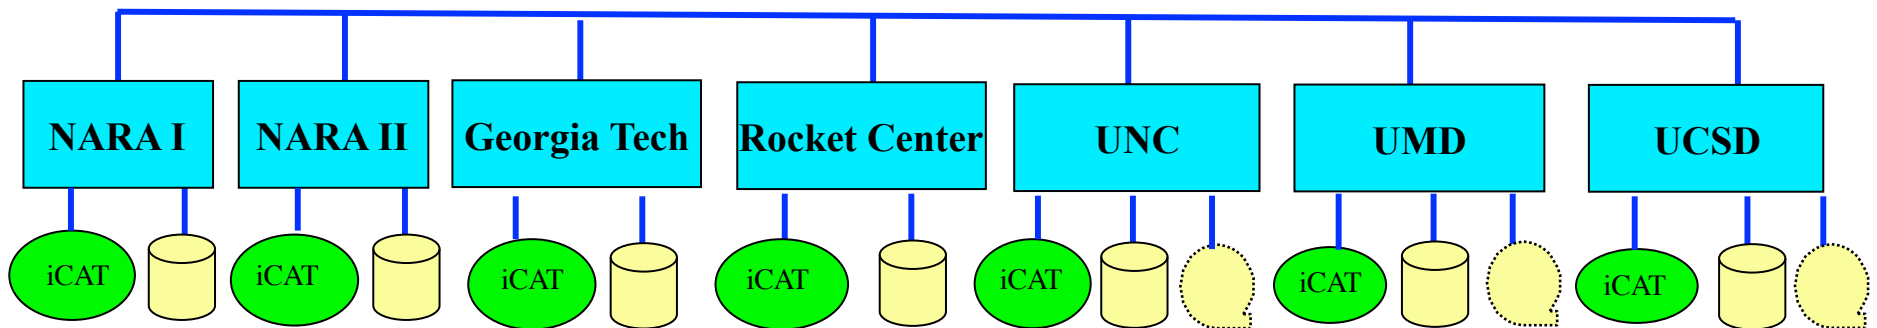 NARA I
NARA II
Georgia Tech
Rocket Center
UNC
UMD
UCSD
iCAT
iCAT
iCAT
iCAT
iCAT
iCAT
iCAT